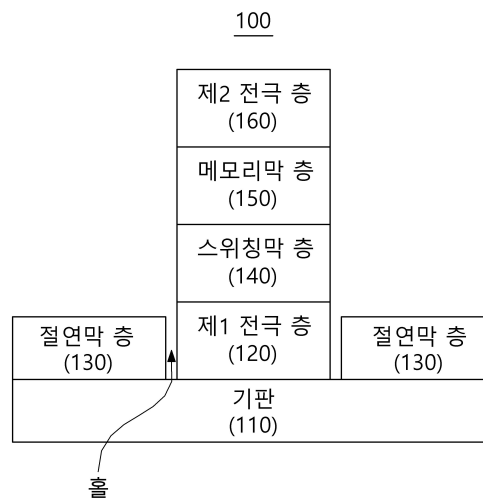 100
제2 전극 층
(160)
메모리막 층
(150)
스위칭막 층
(140)
절연막 층
(130)
제1 전극 층
(120)
절연막 층
(130)
기판
(110)
홀